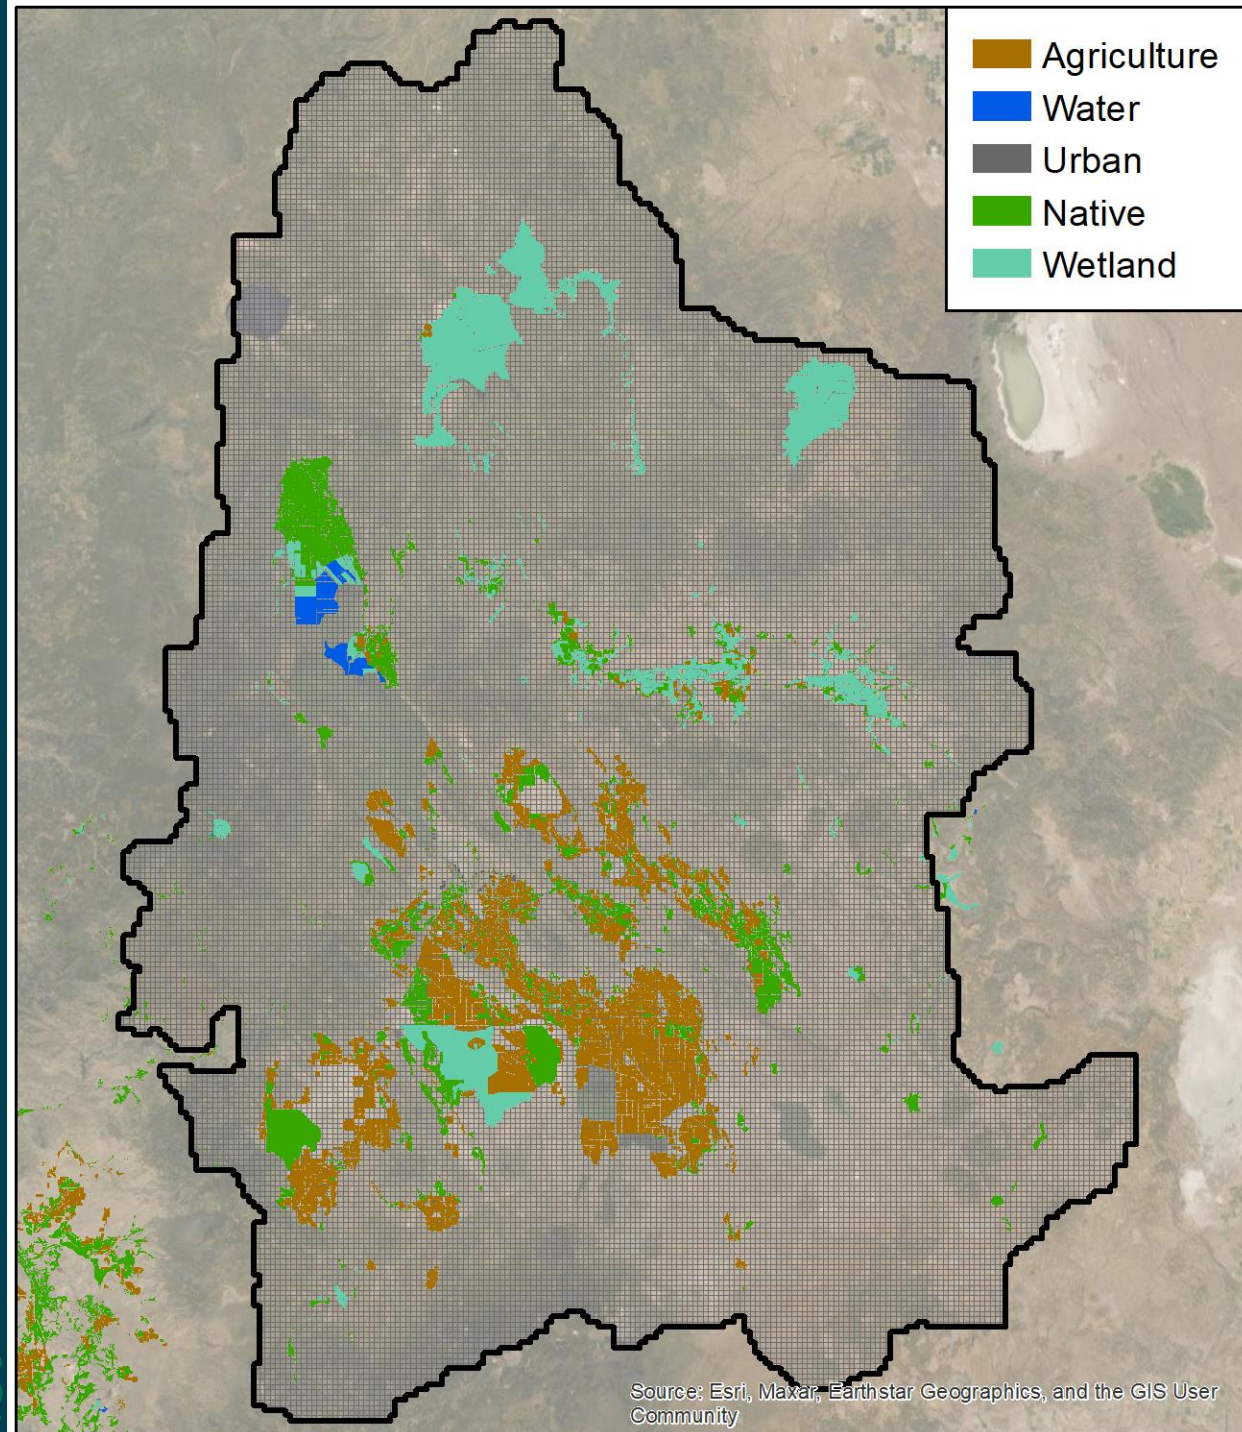 Agriculture
Water
Urban
Native
Wetland
Source: Esri, Maxar, Earthstar Geographics, and the GIS User
Community